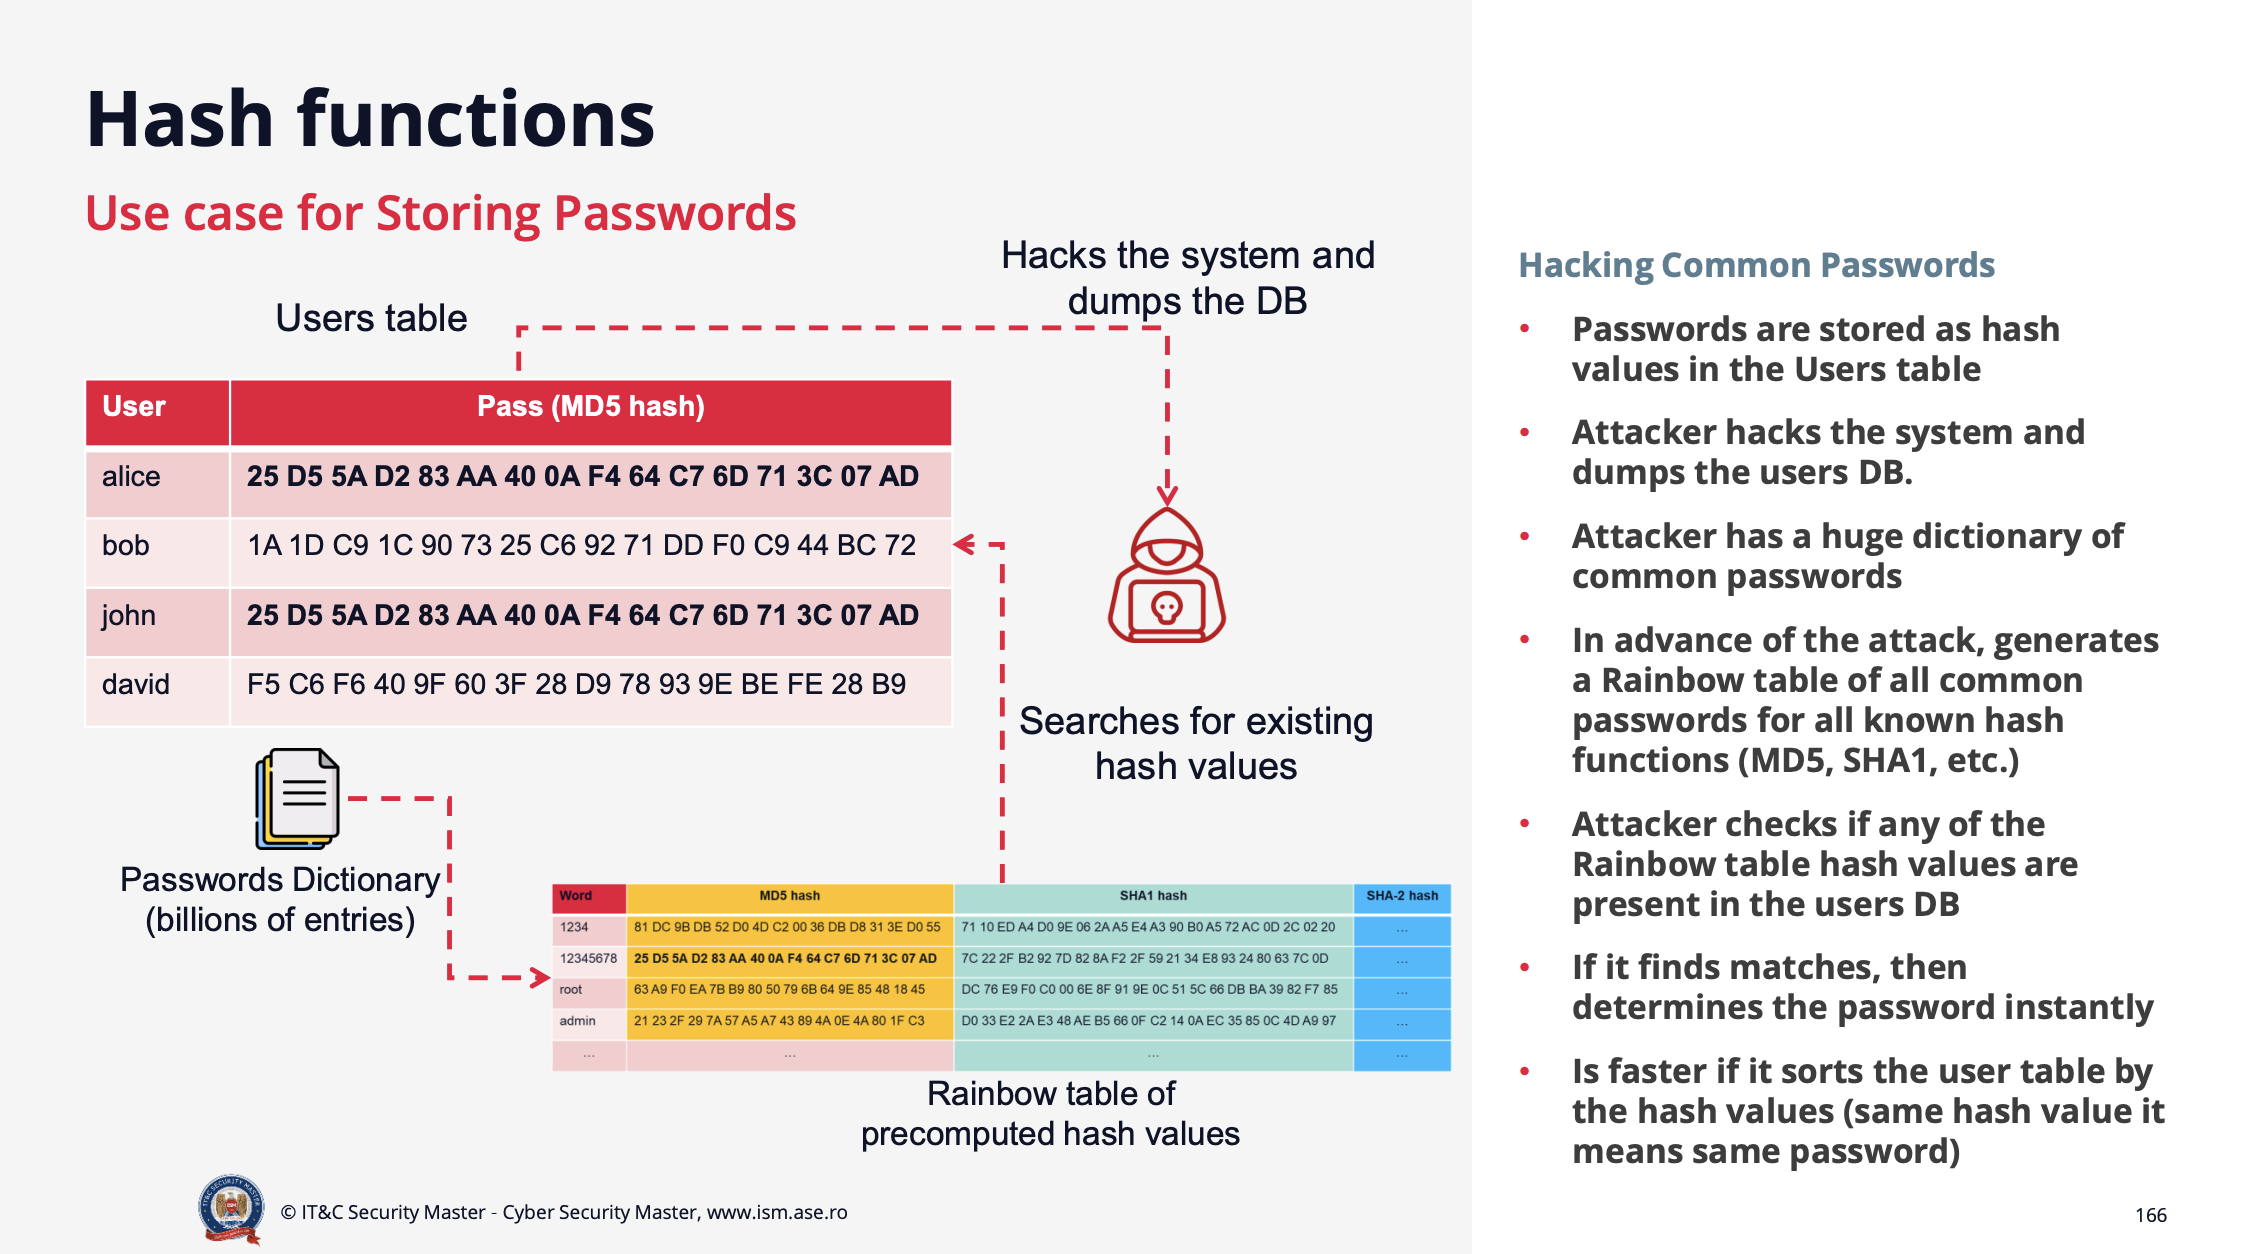 Hash functions
Use case for Storing Passwords
Hacks the system and
dumps the DB
Users table
User Pass (MD5 hash)
alice 25 D5 5A D2 83 AA 40 0A F4 64 C7 6D 71 3C 07 AD
bob 1A 1D C9 1C 90 73 25 C6 92 71 DD F0 C9 44 BC 72
john 25 D5 5A D2 83 AA 40 0A F4 64 C7 6D 71 3C 07 AD
david F5 C6 F6 40 9F 60 3F 28 D9 78 93 9E BE FE 28 B9
Searches for existing
hash values
Passwords Dictionary
(billions of entries)
Word MD5 hash SHA1 hash SHA-2 hash
1234 81 DC 9B DB 52 D0 4D C2 00 36 DB D8 31 3E D0 55 71 10 ED A4 D0 9E 06 2A A5 E4 A3 90 B0 A5 72 AC 0D 2C 02 20 ...
12345678 25 D5 5A D2 83 AA 40 0A F4 64 C7 6D 71 3C 07 AD 7C 22 2F B2 92 7D 82 8A F2 2F 59 21 34 E8 93 24 80 63 7C 0D ...
root 63 A9 F0 EA 7B B9 80 50 79 6B 64 9E 85 48 18 45 DC 76 E9 F0 C0 00 6E 8F 91 9E 0C 51 5C 66 DB BA 39 82 F7 85 ...
admin 21 23 2F 29 7A 57 A5 A7 43 89 4A 0E 4A 80 1F C3 D0 33 E2 2A E3 48 AE B5 66 0F C2 14 0A EC 35 85 0C 4D A9 97 ...
... ... ... ...
Rainbow table of
precomputed hash values
Hacking Common Passwords
• Passwords are stored as hash
values in the Users table
• Attacker hacks the system and
dumps the users DB.
• Attacker has a huge dictionary of
common passwords
• In advance of the attack, generates
a Rainbow table of all common
passwords for all known hash
functions (MD5, SHA1, etc.)
• Attacker checks if any of the
Rainbow table hash values are
present in the users DB
• If it finds matches, then
determines the password instantly
• Is faster if it sorts the user table by
the hash values (same hash value it
means same password)
© IT&C Security Master - Cyber Security Master, www.ism.ase.ro
166